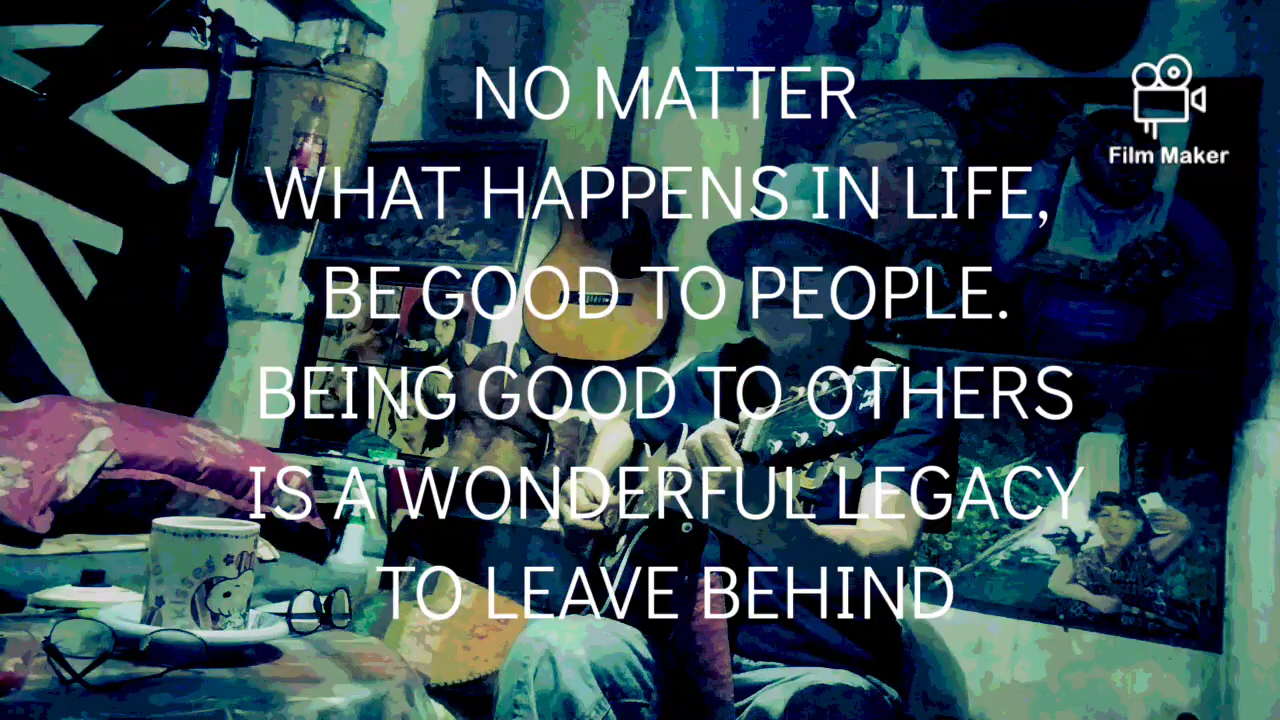 NO MATTER
WHAT HAPPENS IN LIFE,
BE GOOD TO PEOPLE.
BEING GOOD TO OTHERS
IS A WONDERFUL LEGACY
TO LEAVE BEHIND
Film Maker